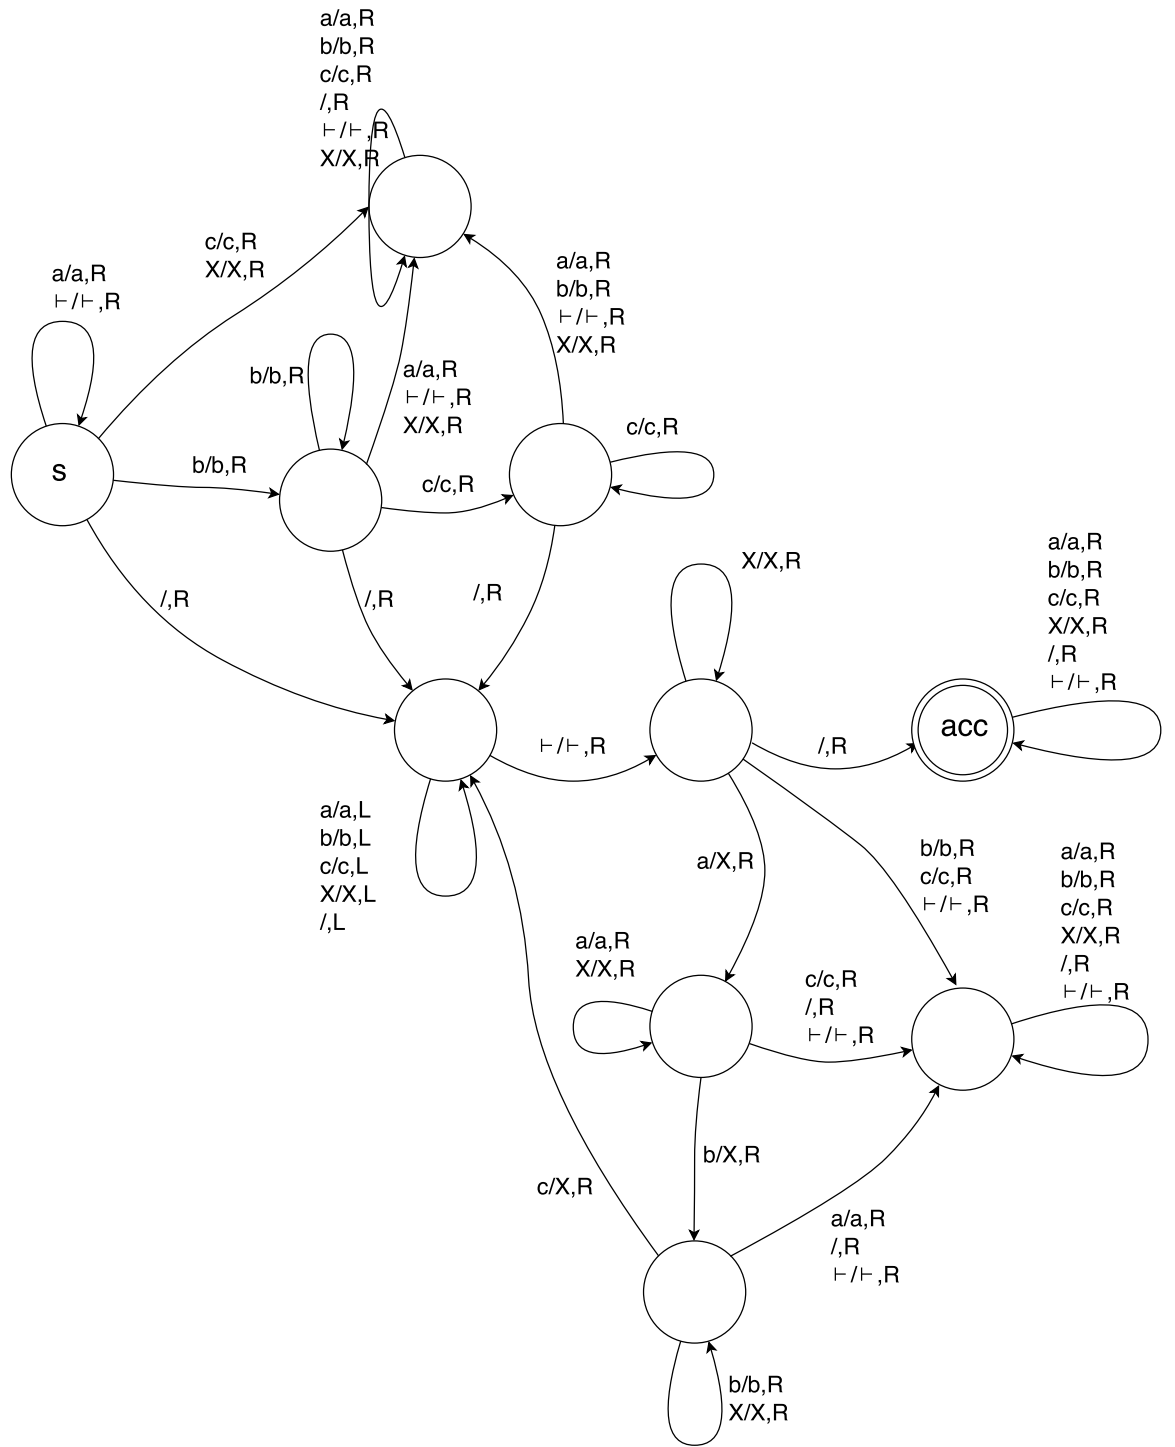 a/a,R
b/b,R
c/c,R
/,R
⊢/⊢,R
X/X,R
c/c,R
X/X,R
a/a,R
⊢/⊢,R
a/a,R
b/b,R
⊢/⊢,R
X/X,R
b/b,R
a/a,R
⊢/⊢,R
X/X,R
c/c,R
s
b/b,R
c/c,R
/,R
/,R
/,R
X/X,R
a/a,R
b/b,R
c/c,R
X/X,R
/,R
⊢/⊢,R
acc
⊢/⊢,R
/,R
a/a,L
b/b,L
c/c,L
X/X,L
/,L
a/X,R
b/b,R
c/c,R
⊢/⊢,R
a/a,R
b/b,R
c/c,R
X/X,R
/,R
⊢/⊢,R
a/a,R
X/X,R
c/c,R
/,R
⊢/⊢,R
b/X,R
c/X,R
a/a,R
/,R
⊢/⊢,R
b/b,R
X/X,R